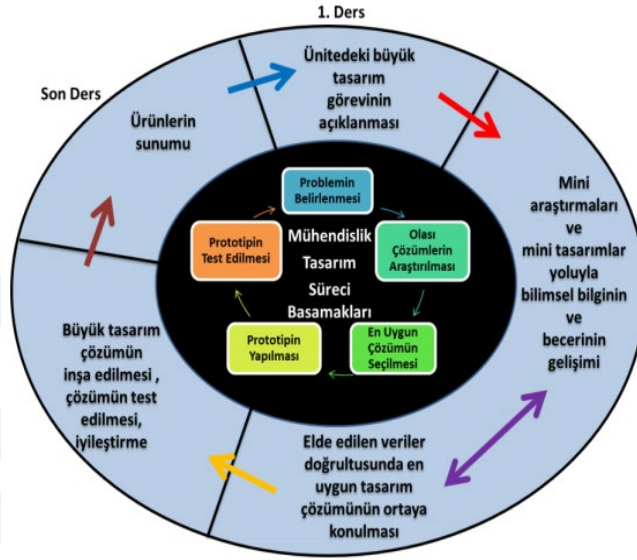 1. Ders
Ünitedeki büyük
tasarım
görevinin
açıklanması
Son Ders
Ürünlerin
sunumu
Mini
araştırmaları
ve
mini tasarımlar
yoluyla
bilimsel bilginin
ve
becerinin
gelişimi
Elde edilen veriler
doğrultusunda en
uygun tasarım
çözümünün ortaya
konulması
Büyük tasarım
çözümün
inşa edilmesi ,
çözümün test
edilmesi,
iyileştirme
Problemin
Belirlenmesi
Olası
Çözümlerin
Araştırılması
En Uygun
Çözümün
Seçilmesi
Prototipin
Yapılması
Prototipin
Test Edilmesi
Mühendislik
Tasarım
Süreci
Basamakları